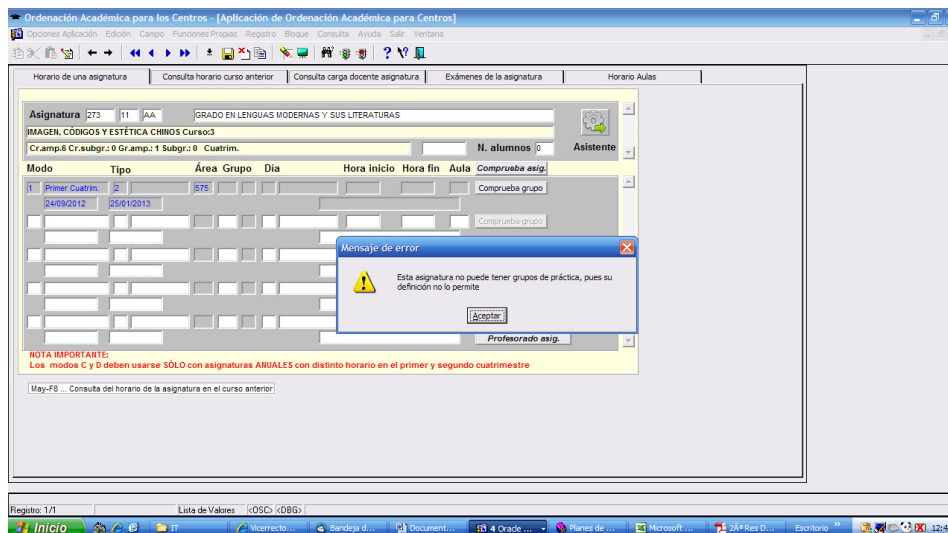 Ordenación Académica para los Centros - [Aplicación de Ordenación Académica para Centros]
Opciones Aplicación Edición Campo Funciones Propias Registro Bloque Consulta Ayuda Salir Ventana
Horario de una asignatura Consulta horario curso anterior Consulta carga docente asignatura Exámenes de la asignatura Horario Aulas
Asignatura 273 11 AA GRADO EN LENGUAS MODERNAS Y SUS LITERATURAS
IMAGEN, CÓDIGOS Y ESTÉTICA CHINOS Curso:3
Cr.amp.6 Cr.subgr.: 0 Gr.amp.: 1 Subgr.: 0 Cuatrim. N. alumnos 0 Asistente
Modo Tipo Área Grupo Día Hora inicio Hora fin Aula Comprueba asig.
1 Primer Cuatrim. 2 575 Comprueba grupo
24/09/2012 25/01/2013
Comprueba grupo
Mensaje de error
Esta asignatura no puede tener grupos de práctica, pues su
definición no lo permite
Aceptar
Profesorado asig.
NOTA IMPORTANTE:
Los modos C y D deben usarse SÓLO con asignaturas ANUALES con distinto horario en el primer y segundo cuatrimestre
May-F8 ... Consulta del horario de la asignatura en el curso anterior
Registro: 1/1 Lista de Valores <OSC> <DBG>
Inicio IT Vicerrecto... Bandeja d... Document... 4 Oracle ... Planes de ... Microsoft ... 2Âª Res D... Escritorio » 12:4